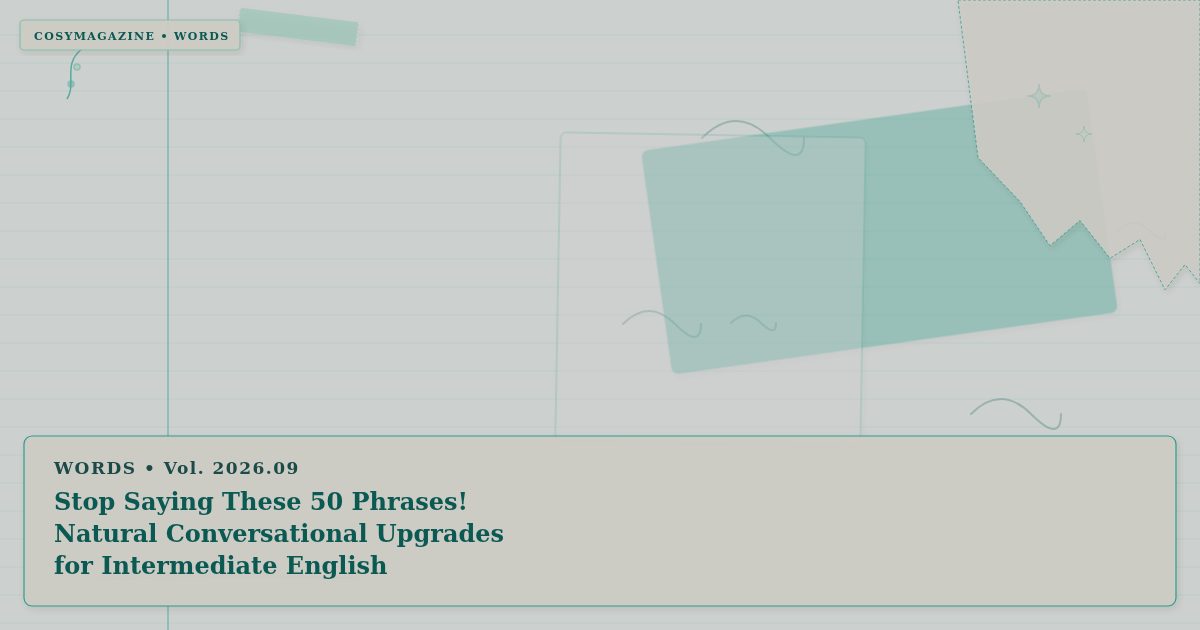 COSYMAGAZINE • WORDS
WORDS • Vol. 2026.09
Stop Saying These 50 Phrases!
Natural Conversational Upgrades
for Intermediate English